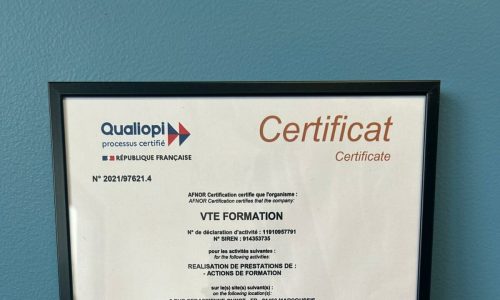 Qualiopi
processus certifié
RÉPUBLIQUE FRANÇAISE
Certificat
Certificate
N° 2021/97621.4
AFNOR Certification certifie que l'organisme :
AFNOR Certification certifies that the company:
VTE FORMATION
N° de déclaration d'activité : 11910957791
N° SIREN : 914353735
pour les activités suivantes :
for the following activities:
REALISATION DE PRESTATIONS DE :
- ACTIONS DE FORMATION
sur le(s) site(s) suivant(s) :
on the following location(s):